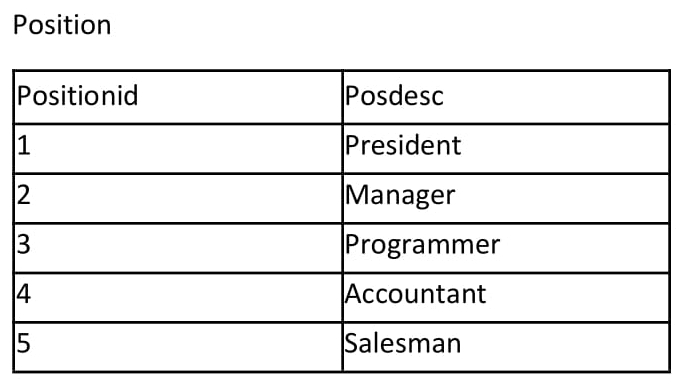 Position
Positionid Posdesc
1 President
2 Manager
3 Programmer
4 Accountant
5 Salesman